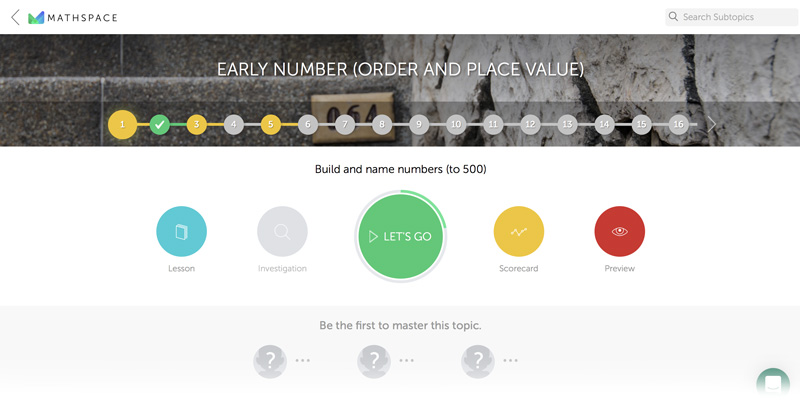 MATHSPACE
Search Subtopics
EARLY NUMBER (ORDER AND PLACE VALUE)
064
1 3 4 5 6 7 8 9 10 11 12 13 14 15 16
Build and name numbers (to 500)
LET'S GO
Lesson Investigation Scorecard Preview
Be the first to master this topic.
? ••• ? ••• ? •••